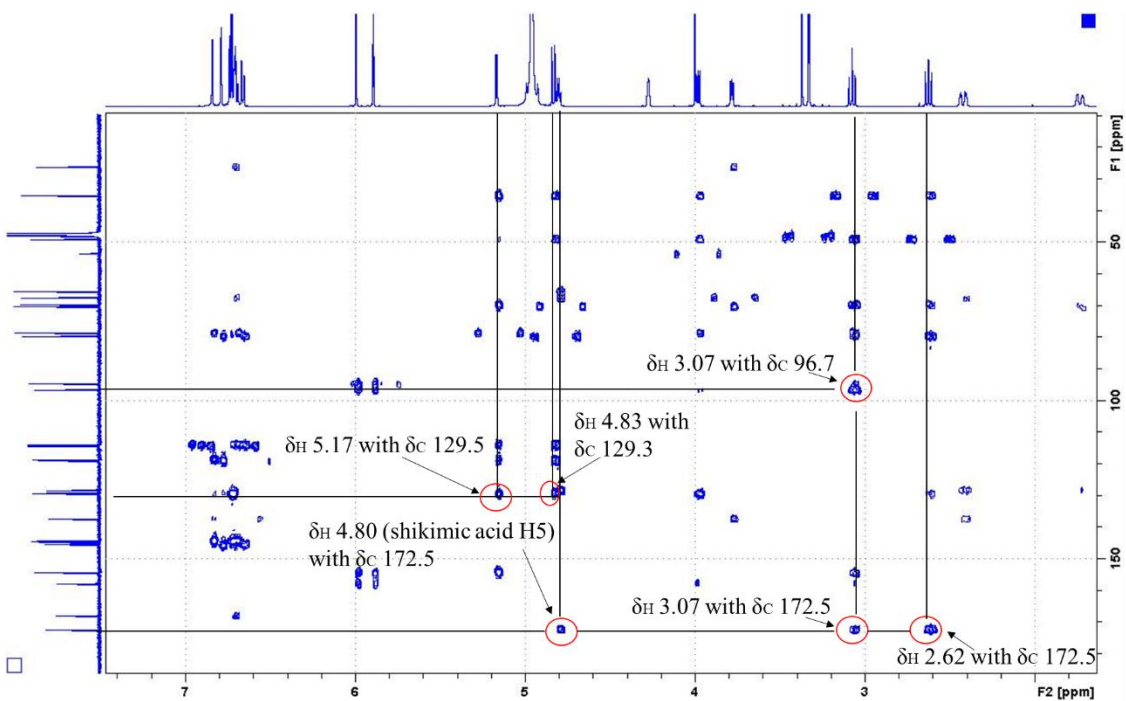 F1 [ppm]
50
100
150
δH 3.07 with δC 96.7
δH 4.83 with
δC 129.3
δH 5.17 with δC 129.5
δH 4.80 (shikimic acid H5)
with δC 172.5
δH 3.07 with δC 172.5
δH 2.62 with δC 172.5
7
6
5
4
3
F2 [ppm]